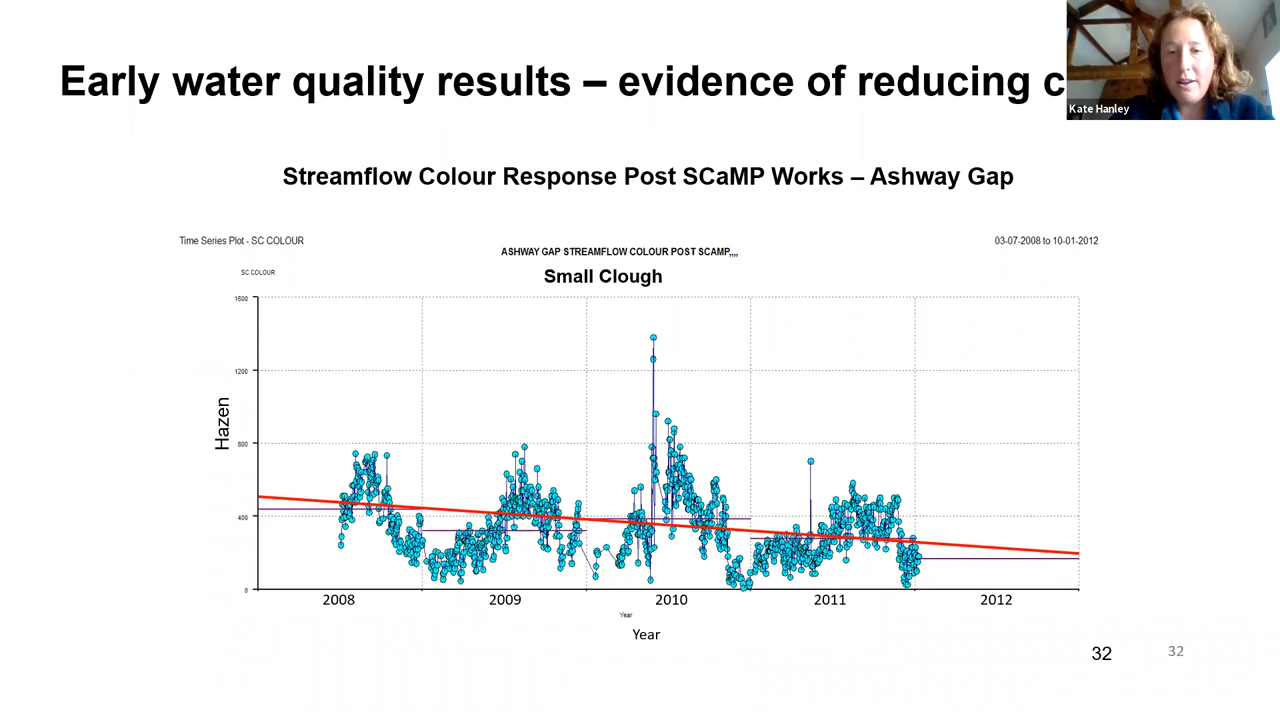 Early water quality results – evidence of reducing c
Kate Hanley
Streamflow Colour Response Post SCaMP Works – Ashway Gap
Time Series Plot - SC COLOUR
03-07-2008 to 10-01-2012
ASHWAY GAP STREAMFLOW COLOUR POST SCAMP,,,,
SC COLOUR
Small Clough
1600
1200
Hazen
800
400
0
2008 2009 2010 2011 2012
Year
Year
32
32